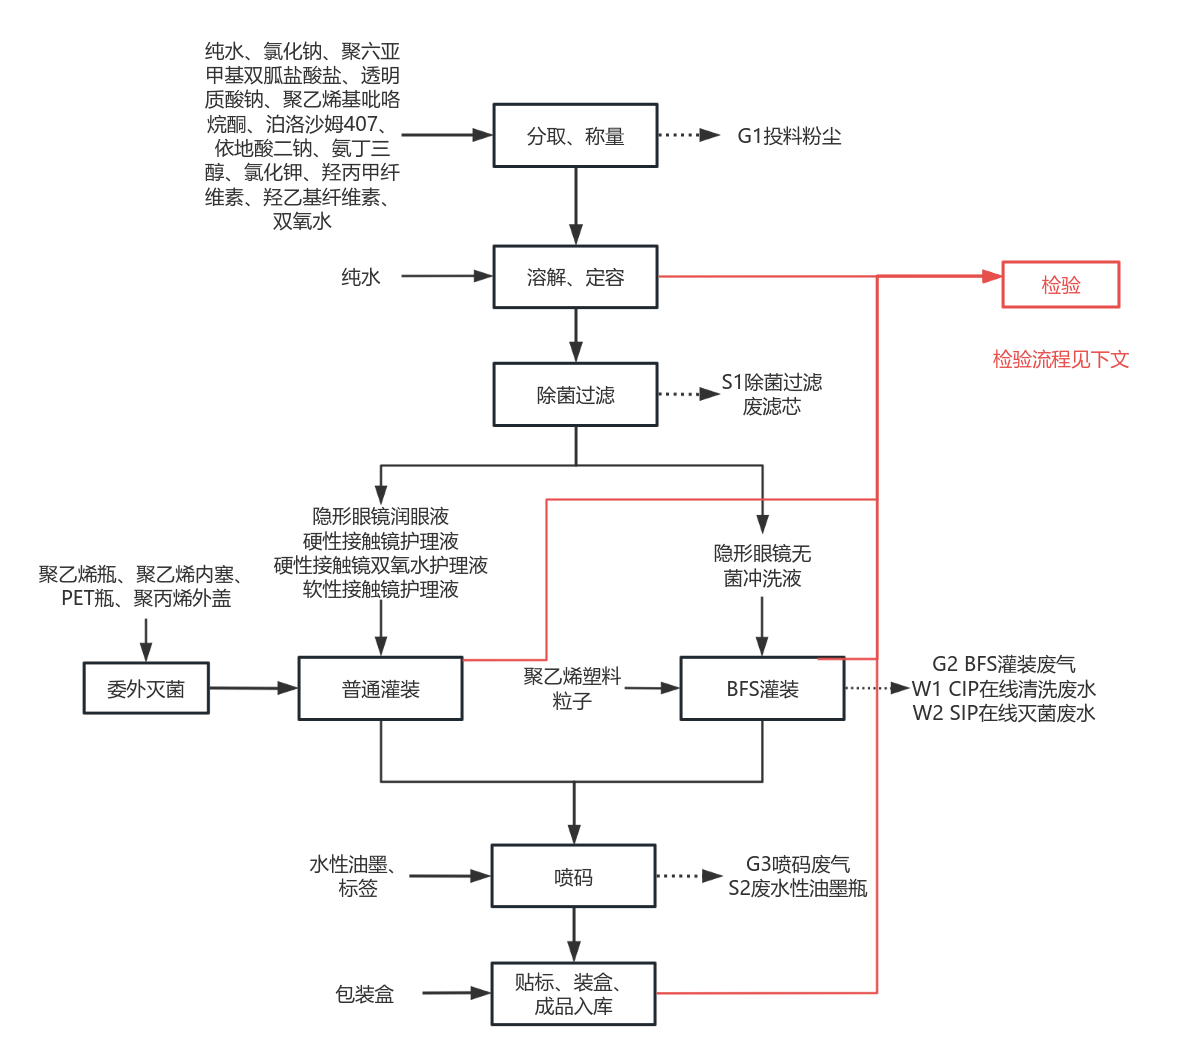 纯水、氯化钠、聚六亚
甲基双胍盐酸盐、透明
质酸钠、聚乙烯基吡咯
烷酮、泊洛沙姆407、
依地酸二钠、氨丁三
醇、氯化钾、羟丙甲纤
维素、羟乙基纤维素、
双氧水
分取、称量
G1投料粉尘
纯水
溶解、定容
检验
检验流程见下文
除菌过滤
S1除菌过滤
废滤芯
隐形眼镜润眼液
硬性接触镜护理液
硬性接触镜双氧水护理液
软性接触镜护理液
隐形眼镜无
菌冲洗液
聚乙烯瓶、聚乙烯内塞、
PET瓶、聚丙烯外盖
委外灭菌
普通灌装
聚乙烯塑料
粒子
BFS灌装
G2 BFS灌装废气
W1 CIP在线清洗废水
W2 SIP在线灭菌废水
水性油墨、
标签
喷码
G3喷码废气
S2废水性油墨瓶
包装盒
贴标、装盒、
成品入库